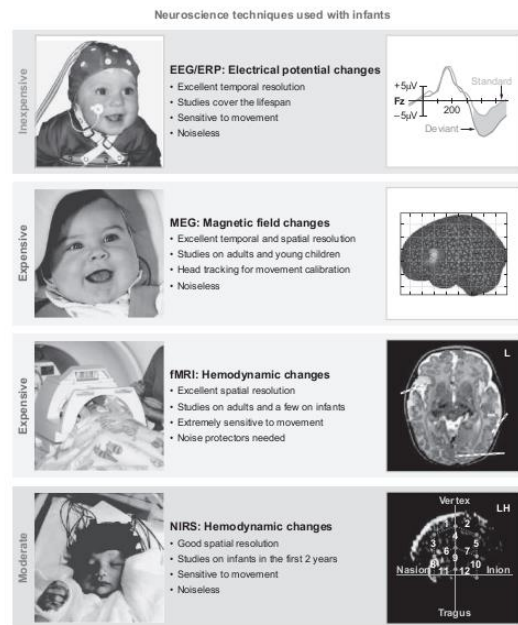 Neuroscience techniques used with infants
Inexpensive
EEG/ERP: Electrical potential changes
• Excellent temporal resolution
• Studies cover the lifespan
• Sensitive to movement
• Noiseless
+5μV
Fz
−5μV
200
Standard
Deviant
Expensive
MEG: Magnetic field changes
• Excellent temporal and spatial resolution
• Studies on adults and young children
• Head tracking for movement calibration
• Noiseless
Expensive
fMRI: Hemodynamic changes
• Excellent spatial resolution
• Studies on adults and a few on infants
• Extremely sensitive to movement
• Noise protectors needed
L
Moderate
NIRS: Hemodynamic changes
• Good spatial resolution
• Studies on infants in the first 2 years
• Sensitive to movement
• Noiseless
LH
Vertex
2
4
3 5
6 7
9
8 10
Nasion 11 12 Inion
Tragus